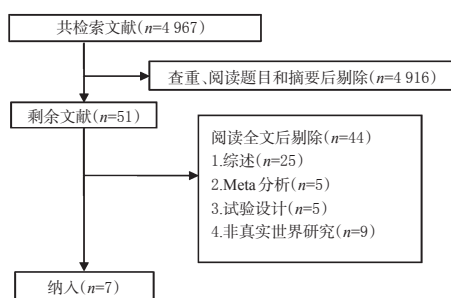 共检索文献(n=4 967)
查重、阅读题目和摘要后剔除(n=4 916)
剩余文献(n=51)
阅读全文后剔除(n=44)
1.综述(n=25)
2.Meta分析(n=5)
3.试验设计(n=5)
4.非真实世界研究(n=9)
纳入(n=7)